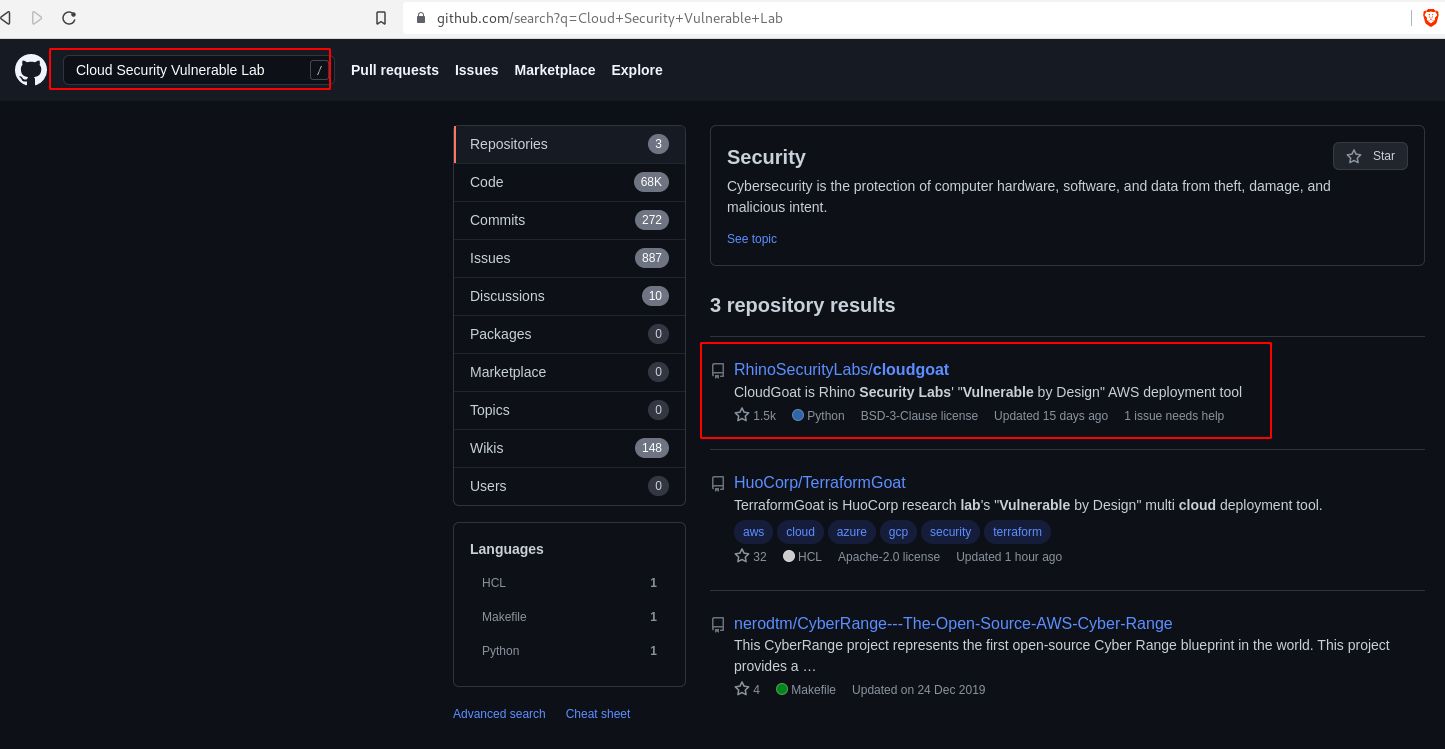 github.com/search?q=Cloud+Security+Vulnerable+Lab
Cloud Security Vulnerable Lab /
Pull requests Issues Marketplace Explore
Repositories 3
Code 68K
Commits 272
Issues 887
Discussions 10
Packages 0
Marketplace 0
Topics 0
Wikis 148
Users 0
Languages
HCL 1
Makefile 1
Python 1
Advanced search Cheat sheet
Security
Star
Cybersecurity is the protection of computer hardware, software, and data from theft, damage, and
malicious intent.
See topic
3 repository results
RhinoSecurityLabs/cloudgoat
CloudGoat is Rhino Security Labs' "Vulnerable by Design" AWS deployment tool
1.5k Python BSD-3-Clause license Updated 15 days ago 1 issue needs help
HuoCorp/TerraformGoat
TerraformGoat is HuoCorp research lab's "Vulnerable by Design" multi cloud deployment tool.
aws cloud azure gcp security terraform
32 HCL Apache-2.0 license Updated 1 hour ago
nerodtm/CyberRange---The-Open-Source-AWS-Cyber-Range
This CyberRange project represents the first open-source Cyber Range blueprint in the world. This project
provides a …
4 Makefile Updated on 24 Dec 2019